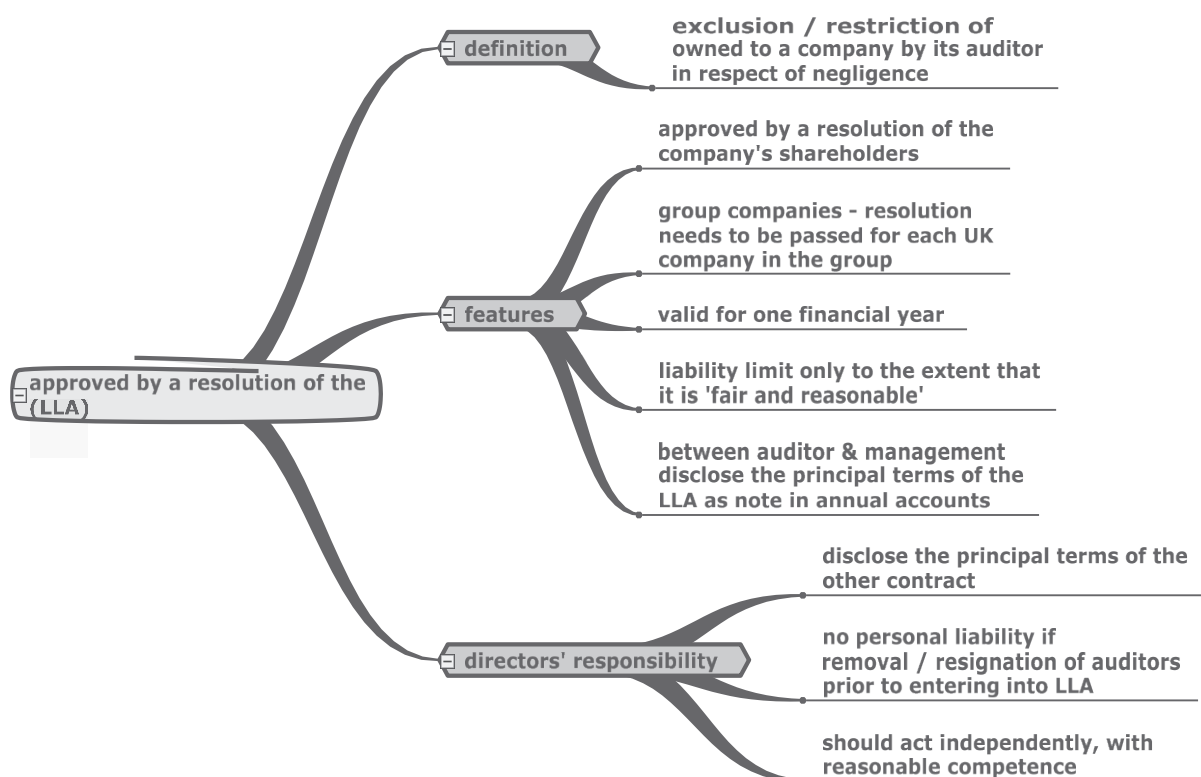 definition
exclusion / restriction of
owned to a company by its auditor
in respect of negligence
approved by a resolution of the
(LLA)
features
approved by a resolution of the
company's shareholders
group companies - resolution
needs to be passed for each UK
company in the group
valid for one financial year
liability limit only to the extent that
it is 'fair and reasonable'
between auditor & management
disclose the principal terms of the
LLA as note in annual accounts
directors' responsibility
disclose the principal terms of the
other contract
no personal liability if
removal / resignation of auditors
prior to entering into LLA
should act independently, with
reasonable competence